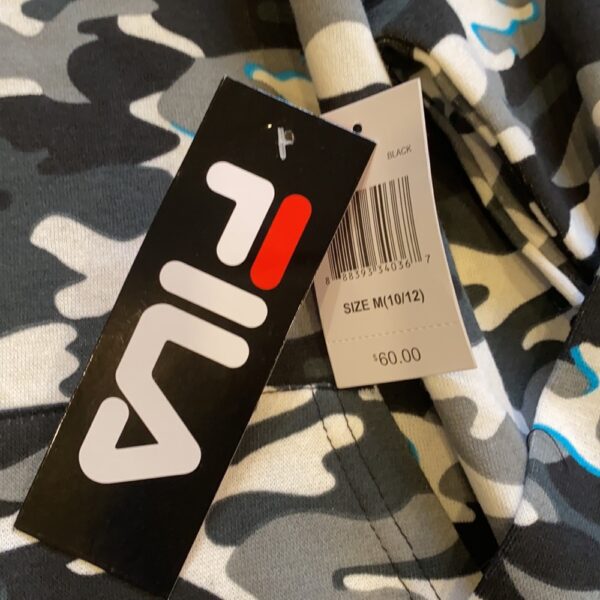 FILA
BLACK
8 88393 34036 7
SIZE M(10/12)
$60.00